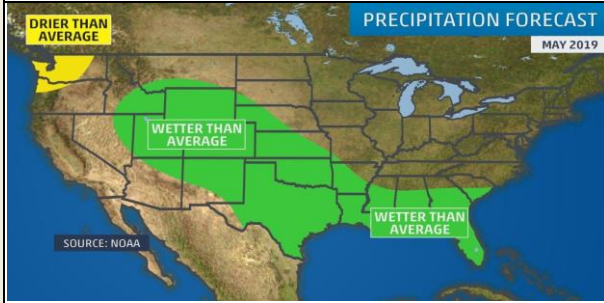 PRECIPITATION FORECAST
MAY 2019
DRIER THAN
AVERAGE
WETTER THAN
AVERAGE
WETTER THAN
AVERAGE
SOURCE: NOAA